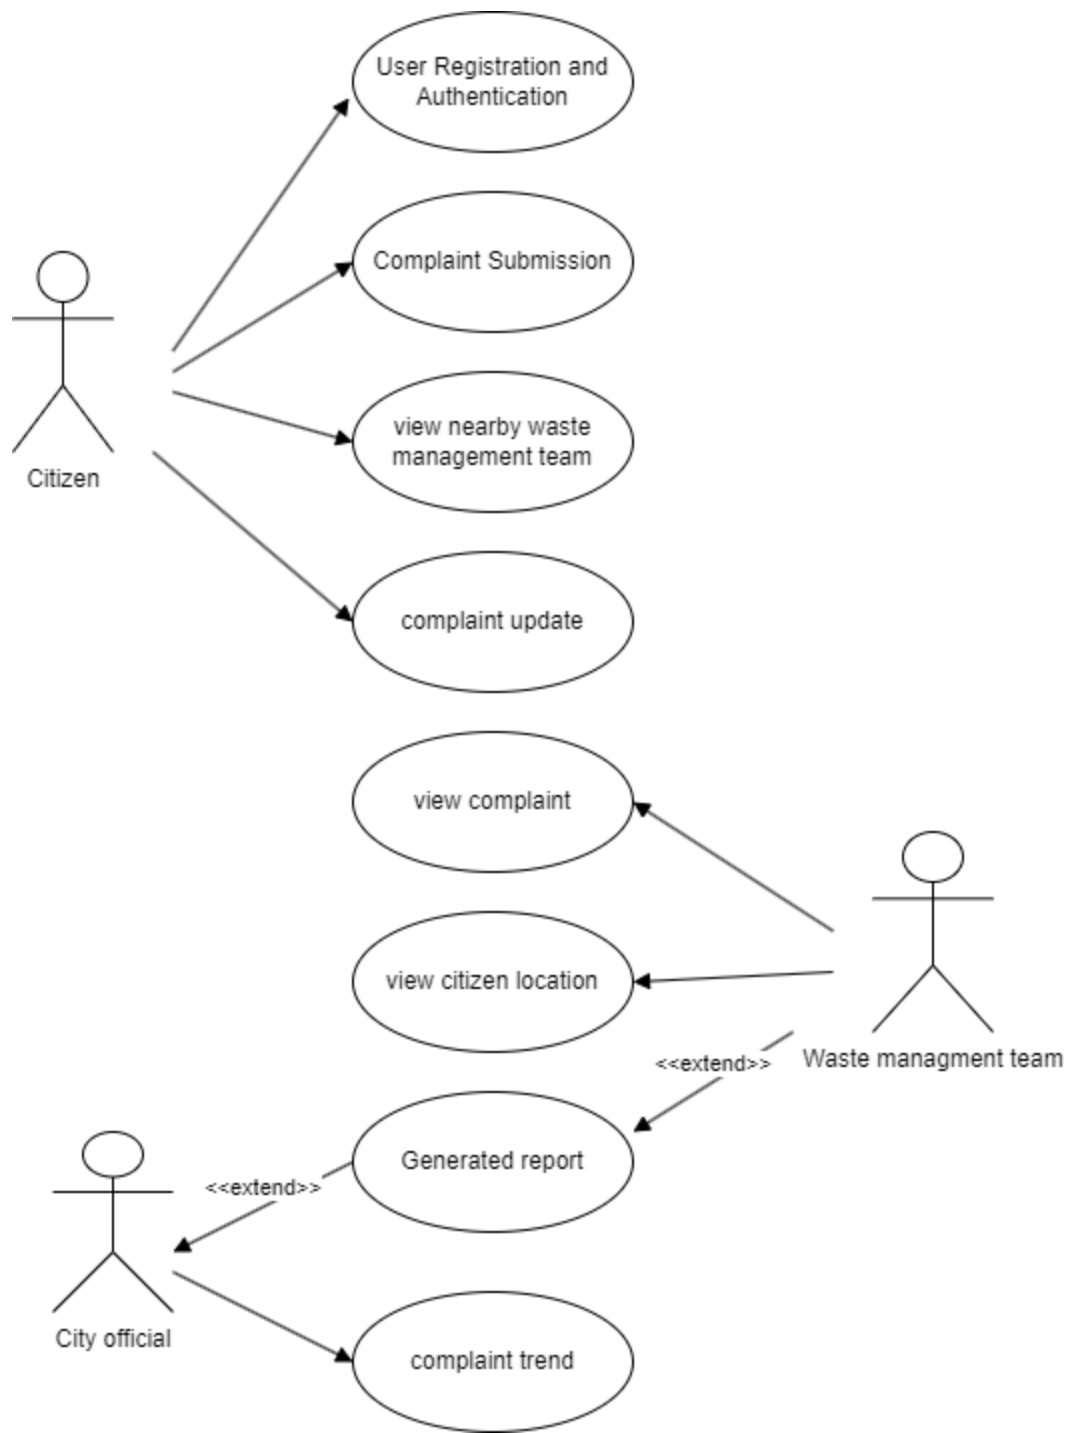 User Registration and
Authentication
Complaint Submission
view nearby waste
management team
Citizen
complaint update
view complaint
view citizen location
<<extend>>
Waste managment team
Generated report
<<extend>>
City official
complaint trend